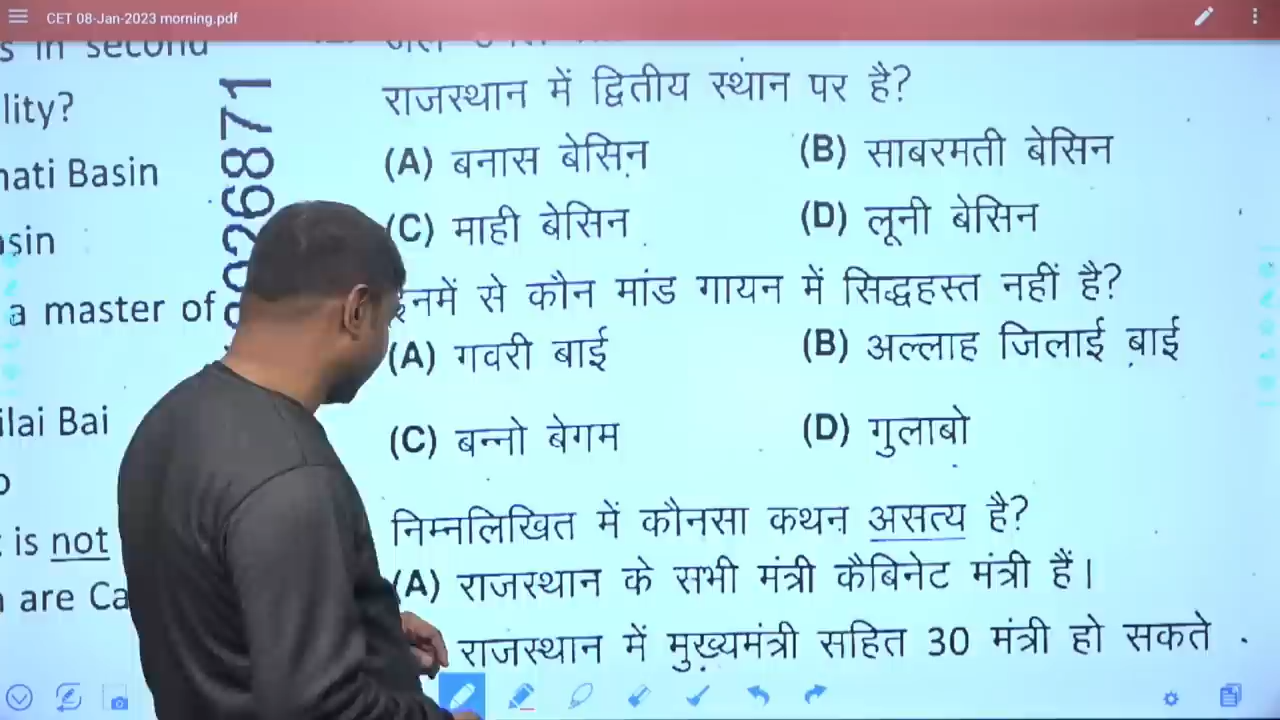 CET 08-Jan-2023 morning.pdf
s in second
lity?
nati Basin
sin
a master of
ilai Bai
o
is not
are Ca
राजस्थान में द्वितीय स्थान पर है?
(A) बनास बेसिन (B) साबरमती बेसिन
(C) माही बेसिन (D) लूनी बेसिन
इनमें से कौन मांड गायन में सिद्धहस्त नहीं है?
(A) गवरी बाई (B) अल्लाह जिलाई बाई
(C) बन्नो बेगम (D) गुलाबो
निम्नलिखित में कौनसा कथन असत्य है?
(A) राजस्थान के सभी मंत्री कैबिनेट मंत्री हैं।
राजस्थान में मुख्यमंत्री सहित 30 मंत्री हो सकते